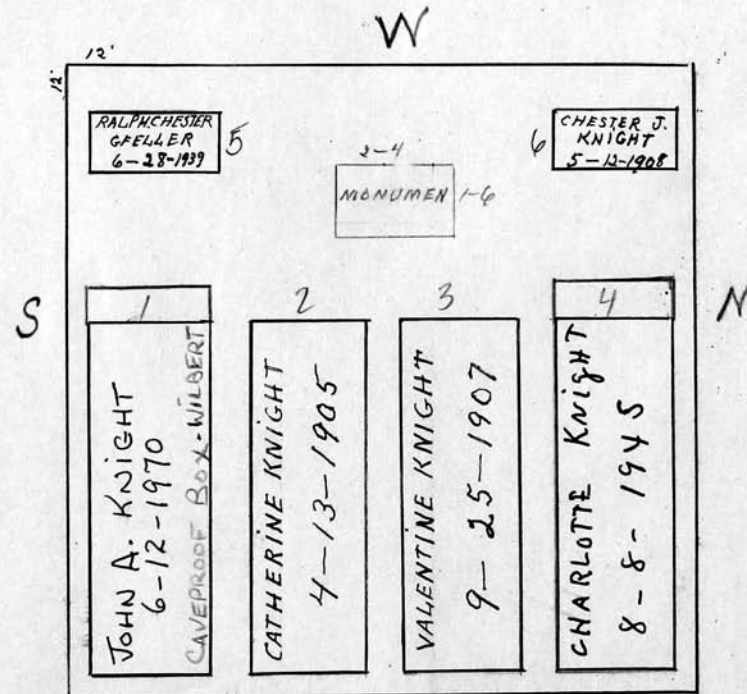 W
12'
12'
RALPH.CHESTER
GFELLER
6-28-1939
5
2-4
MONUMEN
1-6
6
CHESTER J.
KNIGHT
5-12-1908
S
1
2
3
4
N
JOHN A. KNIGHT
6-12-1970
CAVEPROOF BOX-WILBERT
CATHERINE KNIGHT
4-13-1905
VALENTINE KNIGHT
9-25-1907
CHARLOTTE KNIGHT
8-8-1945